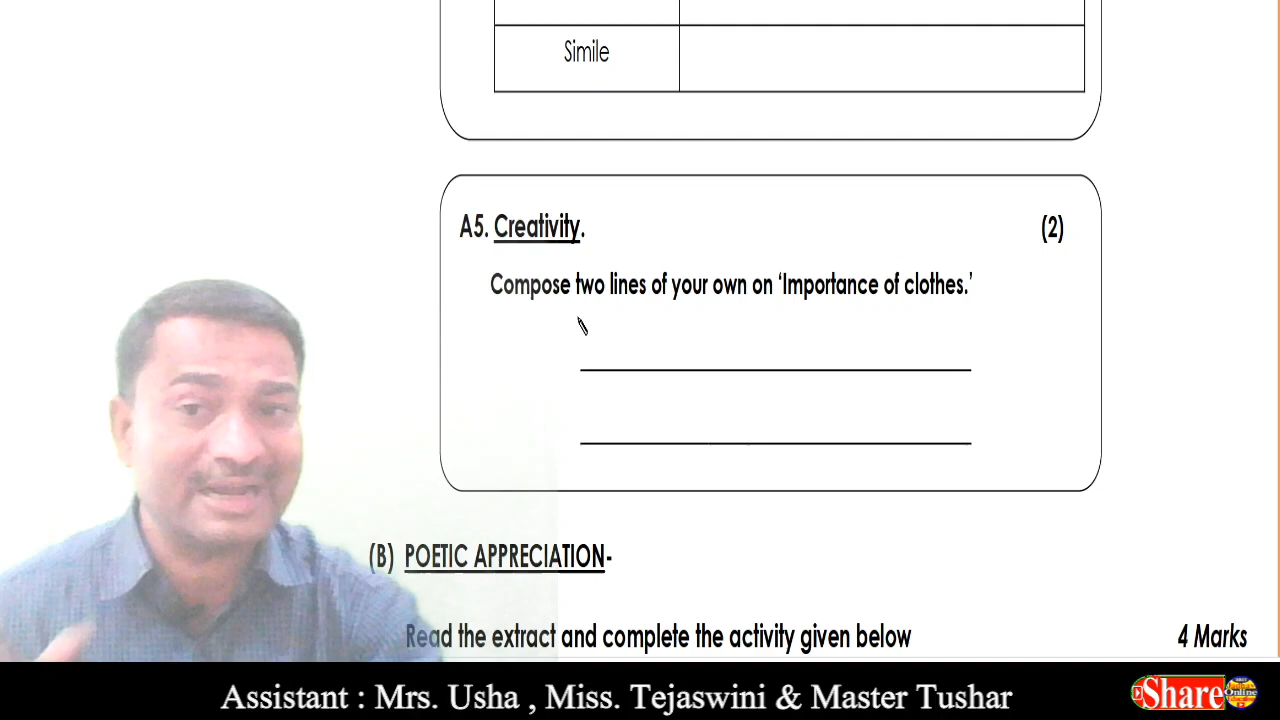 Simile
A5. Creativity. (2)
Compose two lines of your own on ‘Importance of clothes.’
(B) POETIC APPRECIATION-
Read the extract and complete the activity given below 4 Marks
Assistant : Mrs. Usha , Miss. Tejaswini & Master Tushar
Share Online